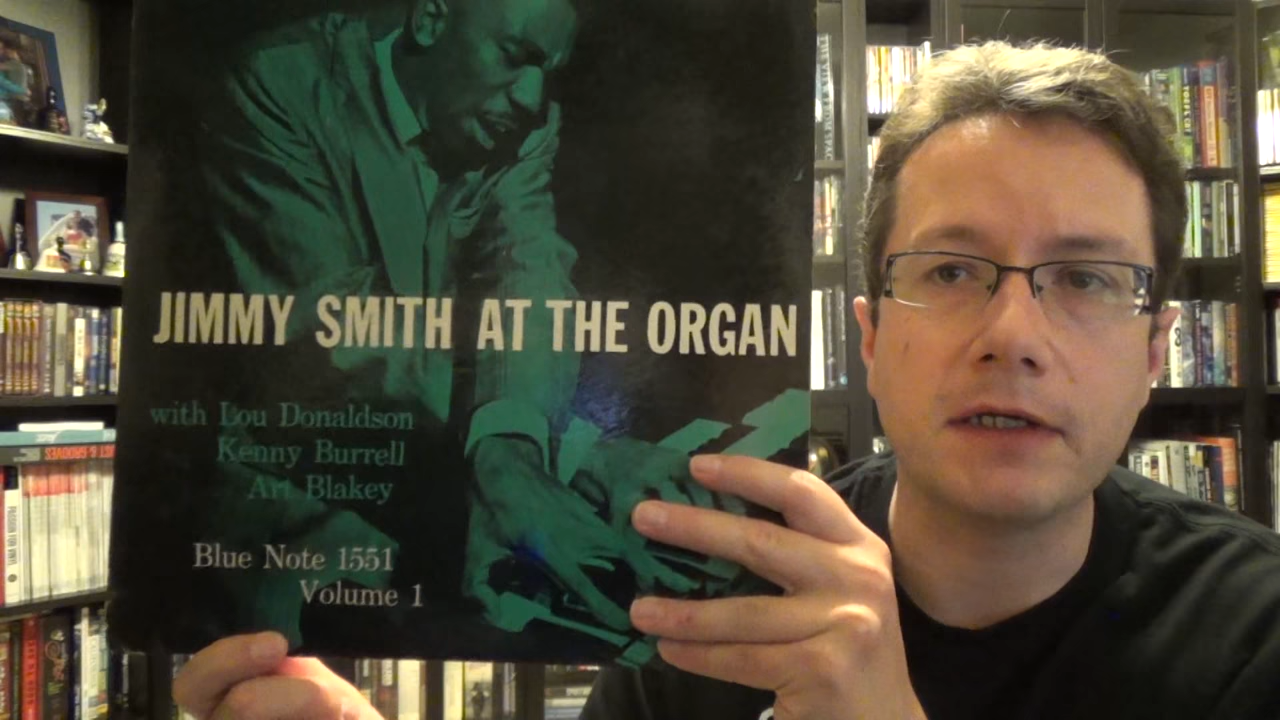 JIMMY SMITH AT THE ORGAN
with Lou Donaldson
Kenny Burrell
Art Blakey
Blue Note 1551
Volume 1